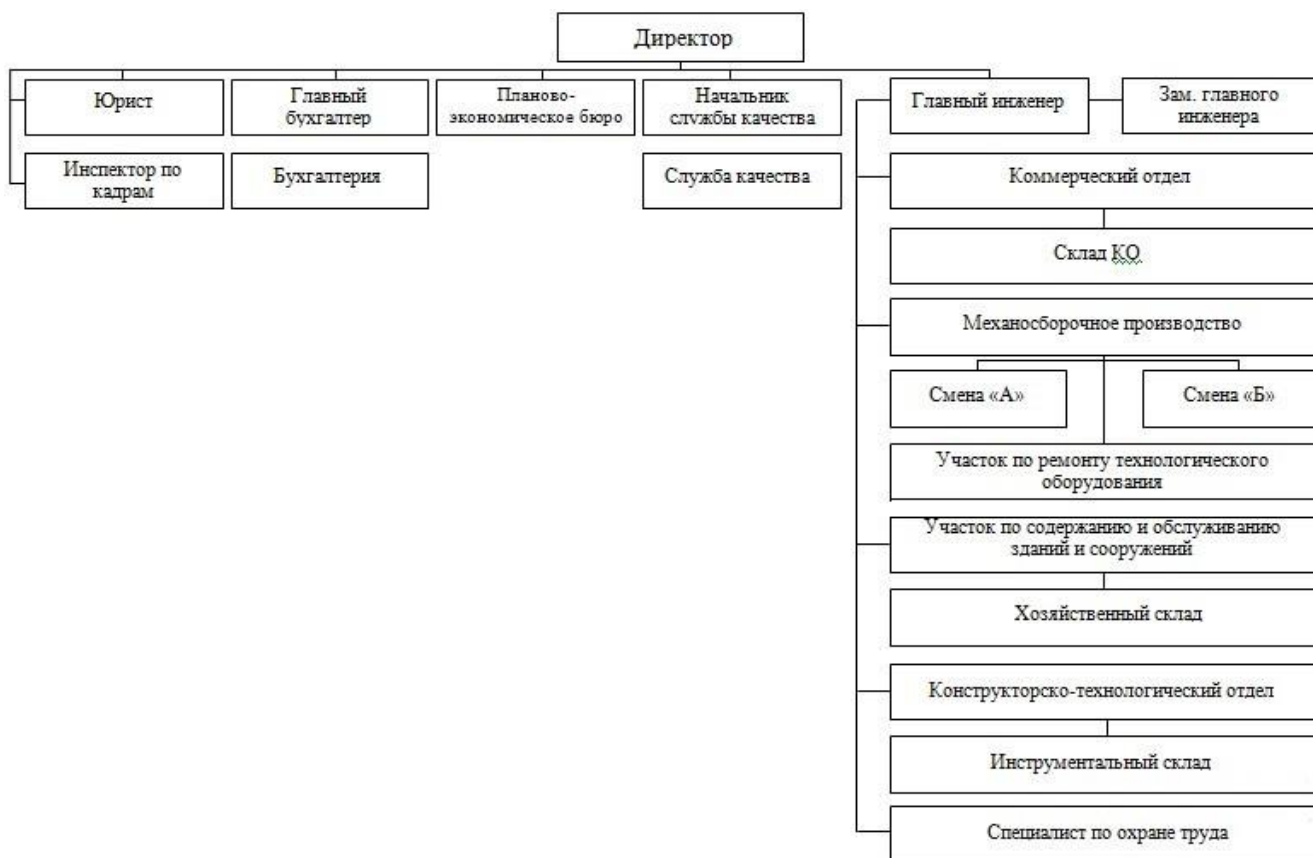 Директор
Юрист
Главный
бухгалтер
Планово-
экономическое бюро
Начальник
службы качества
Главный инженер
Зам. главного
инженера
Инспектор по
кадрам
Бухгалтерия
Служба качества
Коммерческий отдел
Склад КО
Механосборочное производство
Смена «А»
Смена «Б»
Участок по ремонту технологического
оборудования
Участок по содержанию и обслуживанию
зданий и сооружений
Хозяйственный склад
Конструкторско-технологический отдел
Инструментальный склад
Специалист по охране труда